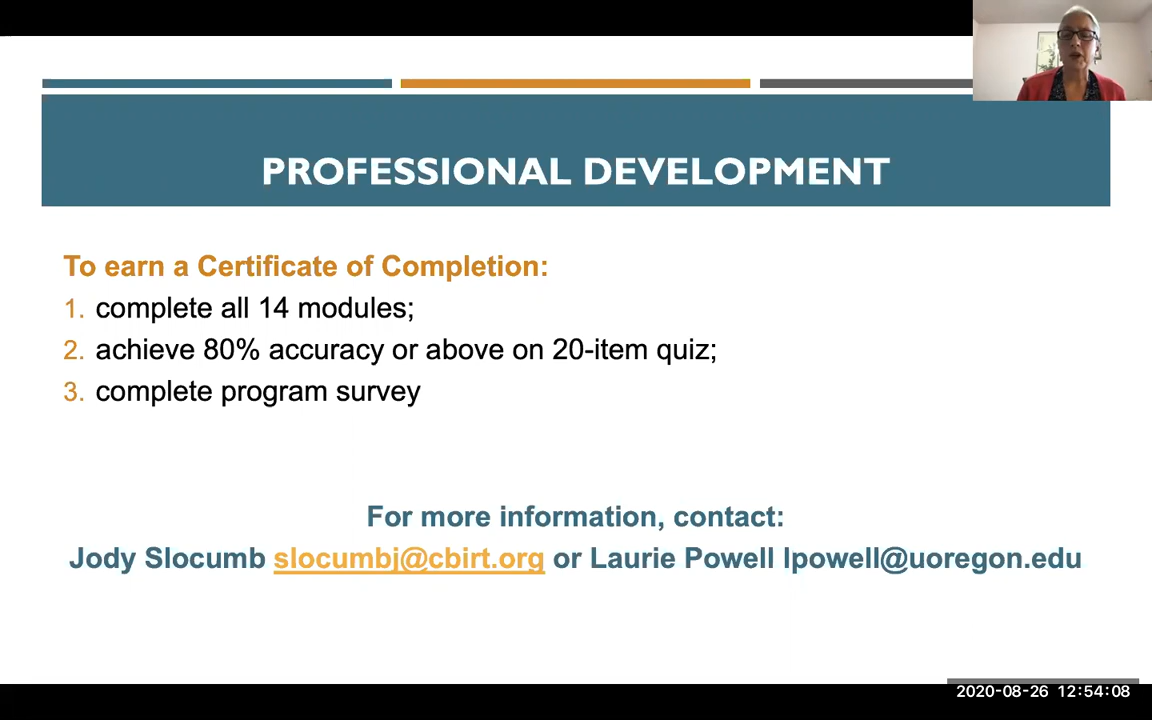 PROFESSIONAL DEVELOPMENT
To earn a Certificate of Completion:
1. complete all 14 modules;
2. achieve 80% accuracy or above on 20-item quiz;
3. complete program survey
For more information, contact:
Jody Slocumb slocumbj@cbirt.org or Laurie Powell lpowell@uoregon.edu
2020-08-26 12:54:08